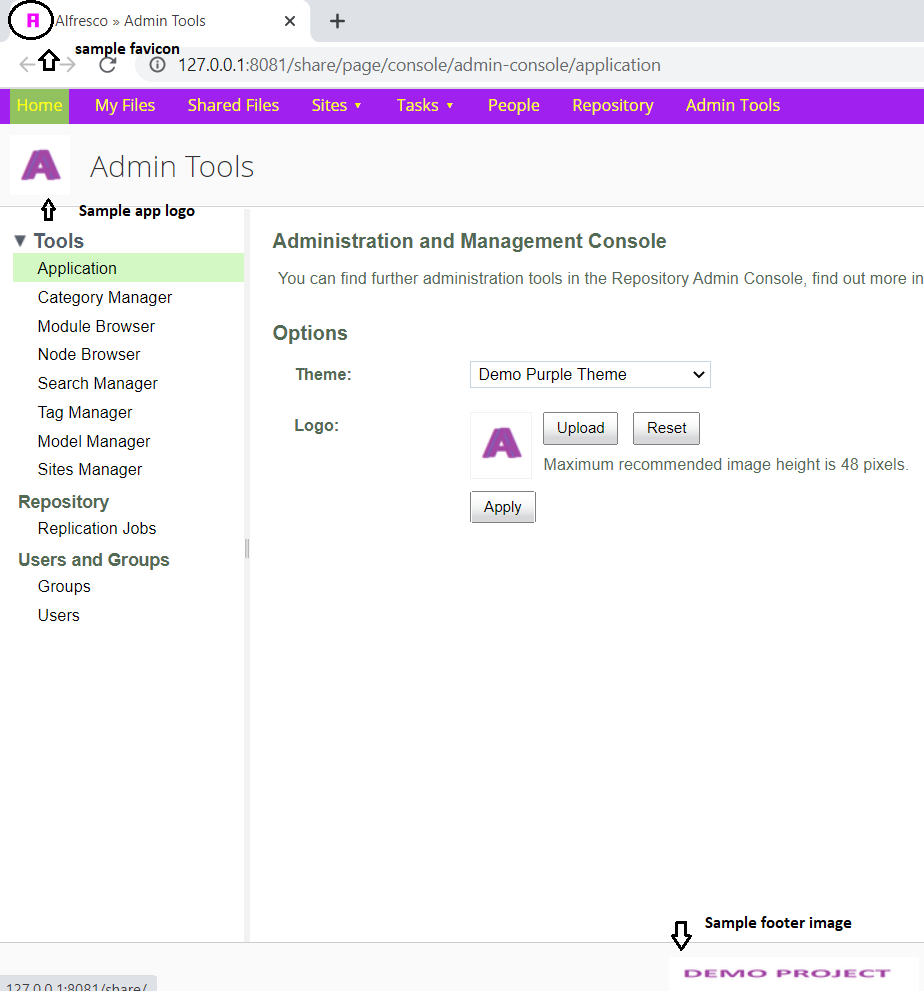 A Alfresco » Admin Tools
sample favicon
127.0.0.1:8081/share/page/console/admin-console/application
Home My Files Shared Files Sites Tasks People Repository Admin Tools
A Admin Tools
Sample app logo
Tools
Application
Category Manager
Module Browser
Node Browser
Search Manager
Tag Manager
Model Manager
Sites Manager
Repository
Replication Jobs
Users and Groups
Groups
Users
Administration and Management Console
You can find further administration tools in the Repository Admin Console, find out more in
Options
Theme: Demo Purple Theme
Logo: A Upload Reset
Maximum recommended image height is 48 pixels.
Apply
Sample footer image
DEMO PROJECT
127.0.0.1:8081/share/